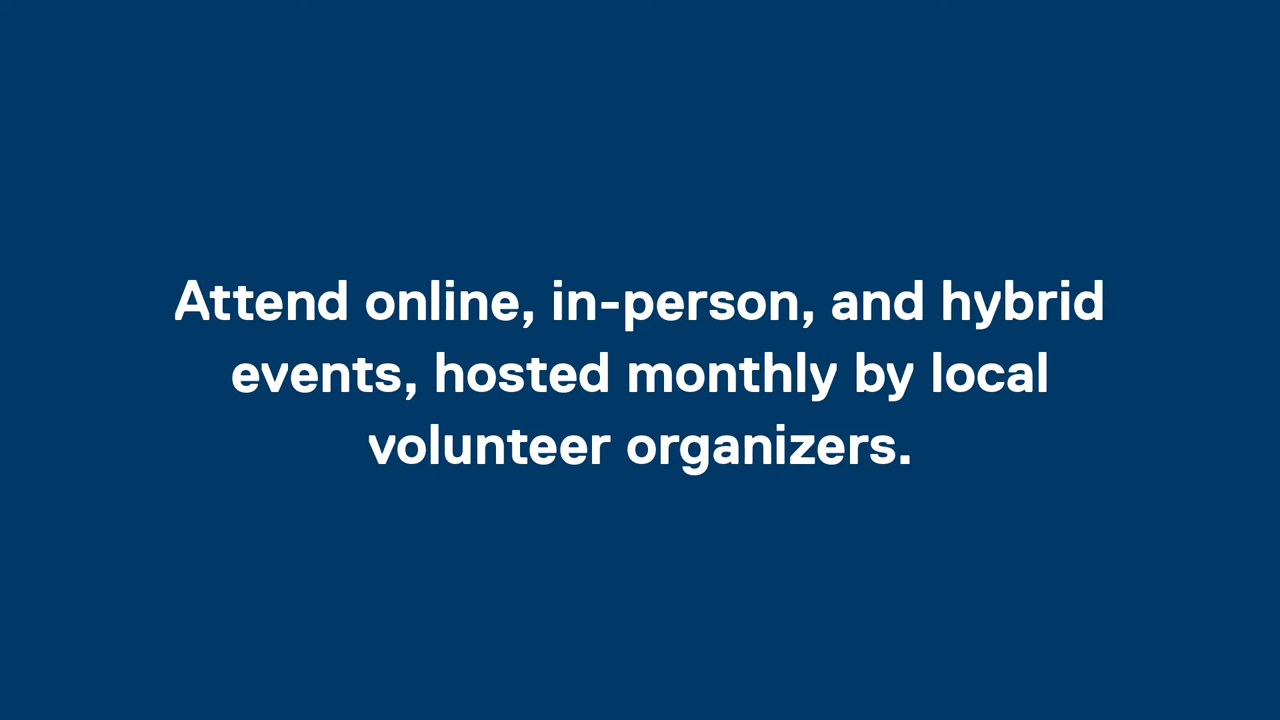 Attend online, in-person, and hybrid
events, hosted monthly by local
volunteer organizers.